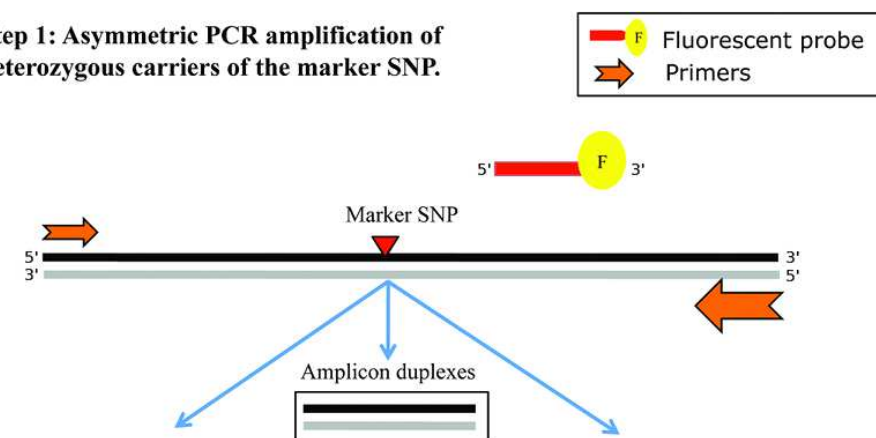 tep 1: Asymmetric PCR amplification of
eterozygous carriers of the marker SNP.
F Fluorescent probe
Primers
5' F 3'
Marker SNP
5' 3'
3' 5'
Amplicon duplexes